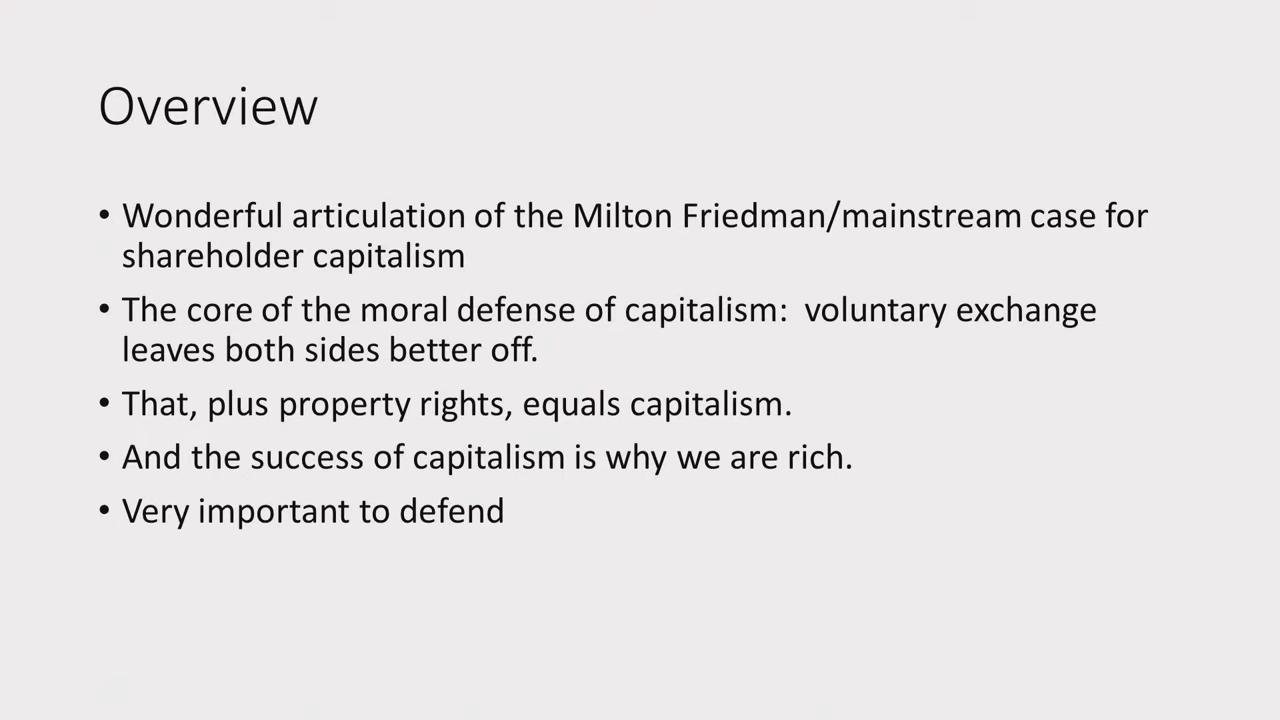 Overview
• Wonderful articulation of the Milton Friedman/mainstream case for
shareholder capitalism
• The core of the moral defense of capitalism:  voluntary exchange
leaves both sides better off.
• That, plus property rights, equals capitalism.
• And the success of capitalism is why we are rich.
• Very important to defend